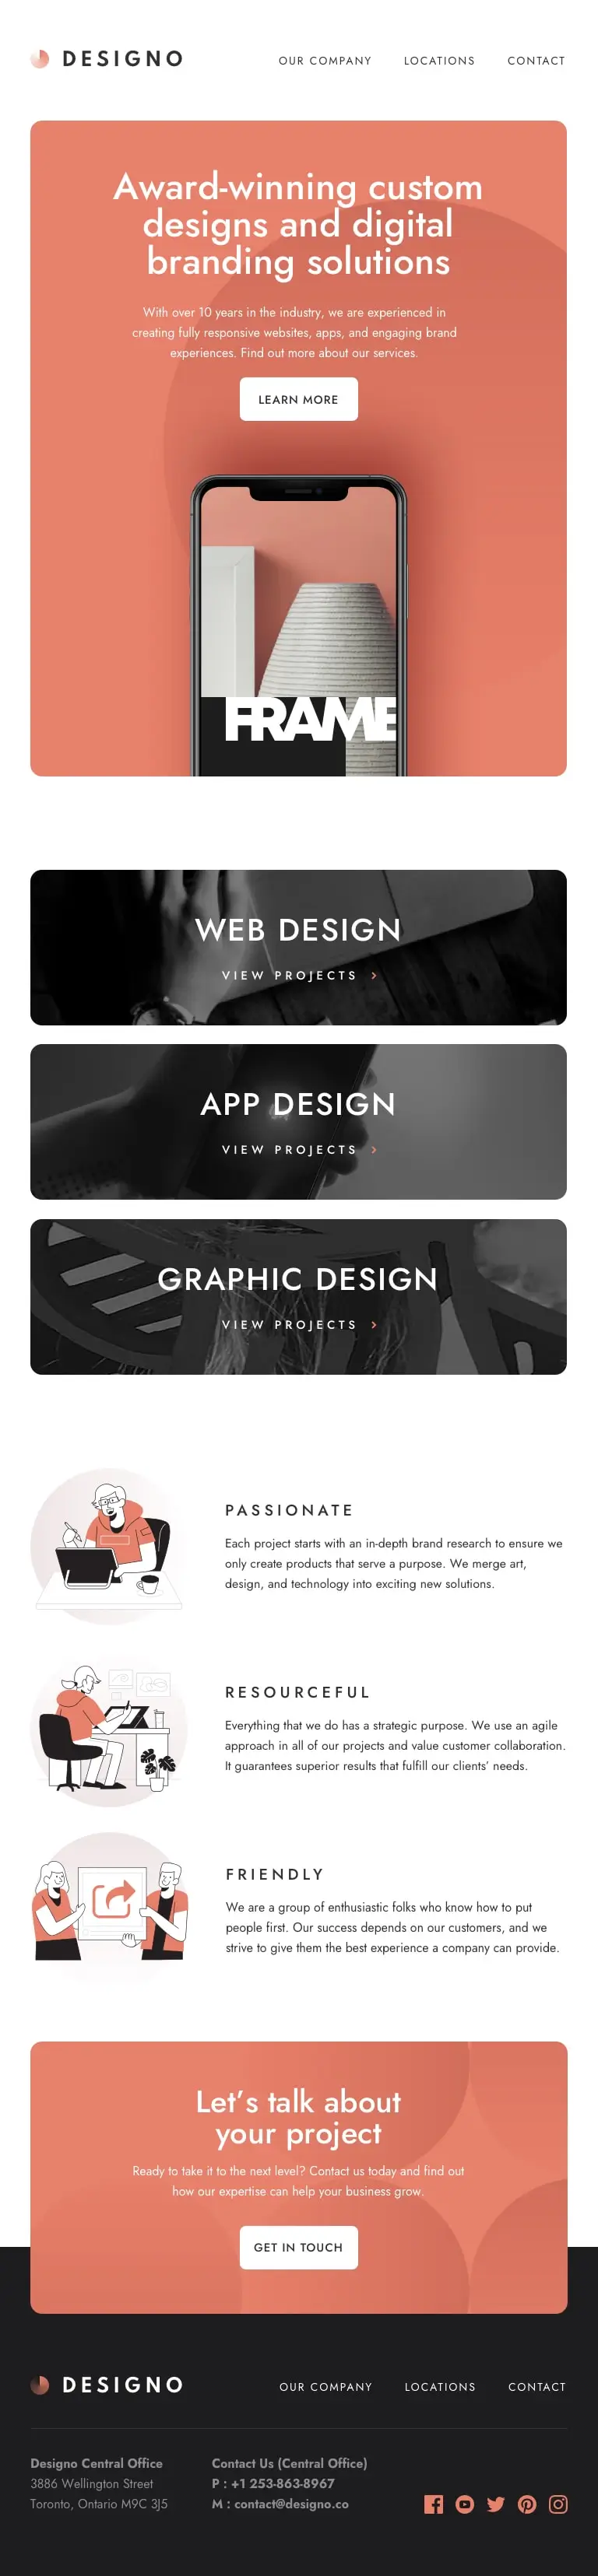 DESIGNO
OUR COMPANY LOCATIONS CONTACT
Award-winning custom
designs and digital
branding solutions
With over 10 years in the industry, we are experienced in
creating fully responsive websites, apps, and engaging brand
experiences. Find out more about our services.
LEARN MORE
FRAME
WEB DESIGN
VIEW PROJECTS
APP DESIGN
VIEW PROJECTS
GRAPHIC DESIGN
VIEW PROJECTS
PASSIONATE
Each project starts with an in-depth brand research to ensure we
only create products that serve a purpose. We merge art,
design, and technology into exciting new solutions.
RESOURCEFUL
Everything that we do has a strategic purpose. We use an agile
approach in all of our projects and value customer collaboration.
It guarantees superior results that fulfill our clients’ needs.
FRIENDLY
We are a group of enthusiastic folks who know how to put
people first. Our success depends on our customers, and we
strive to give them the best experience a company can provide.
Let’s talk about
your project
Ready to take it to the next level? Contact us today and find out
how our expertise can help your business grow.
GET IN TOUCH
DESIGNO
OUR COMPANY LOCATIONS CONTACT
Designo Central Office
3886 Wellington Street
Toronto, Ontario M9C 3J5
Contact Us (Central Office)
P : +1 253-863-8967
M : contact@designo.co